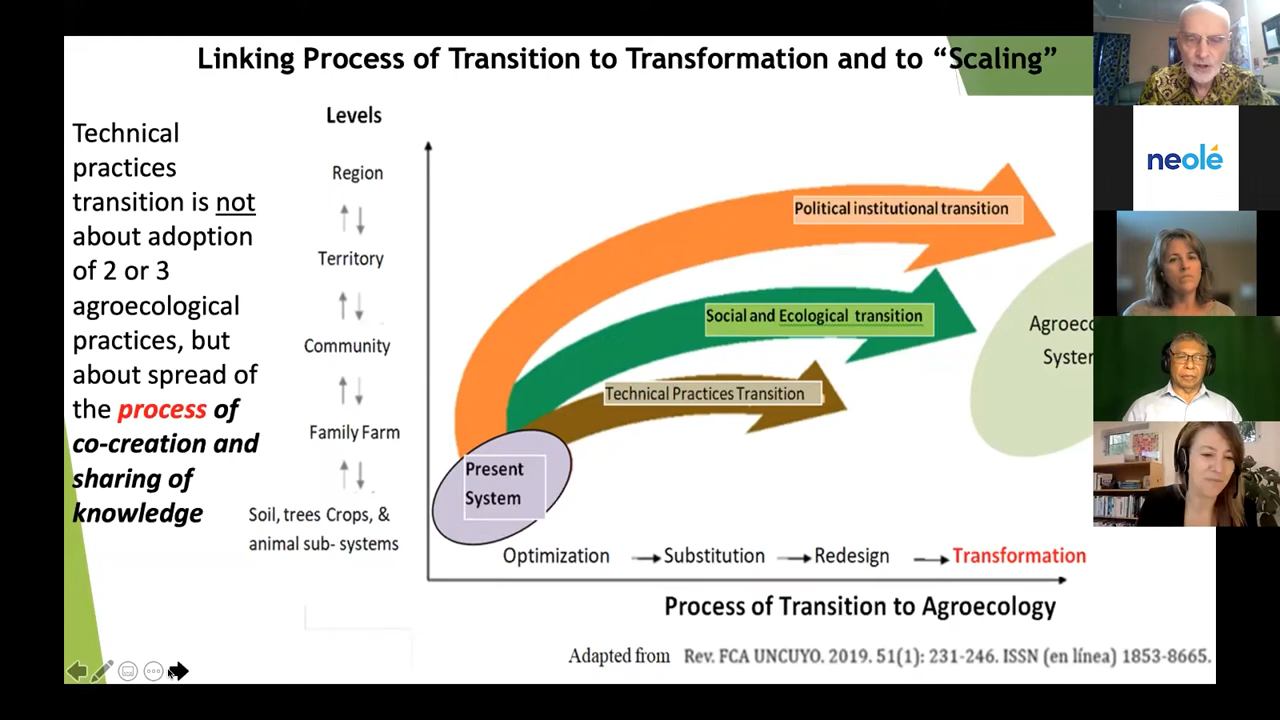 Linking Process of Transition to Transformation and to “Scaling”
Technical
practices
transition is not
about adoption
of 2 or 3
agroecological
practices, but
about spread of
the process of
co-creation and
sharing of
knowledge
Levels
Region
Territory
Community
Family Farm
Soil, trees Crops, &
animal sub- systems
Political institutional transition
Social and Ecological transition
Technical Practices Transition
Present
System
Agroeco
System
Optimization
Substitution
Redesign
Transformation
Process of Transition to Agroecology
Adapted from Rev. FCA UNCUYO. 2019. 51(1): 231-246. ISSN (en línea) 1853-8665.
neolé